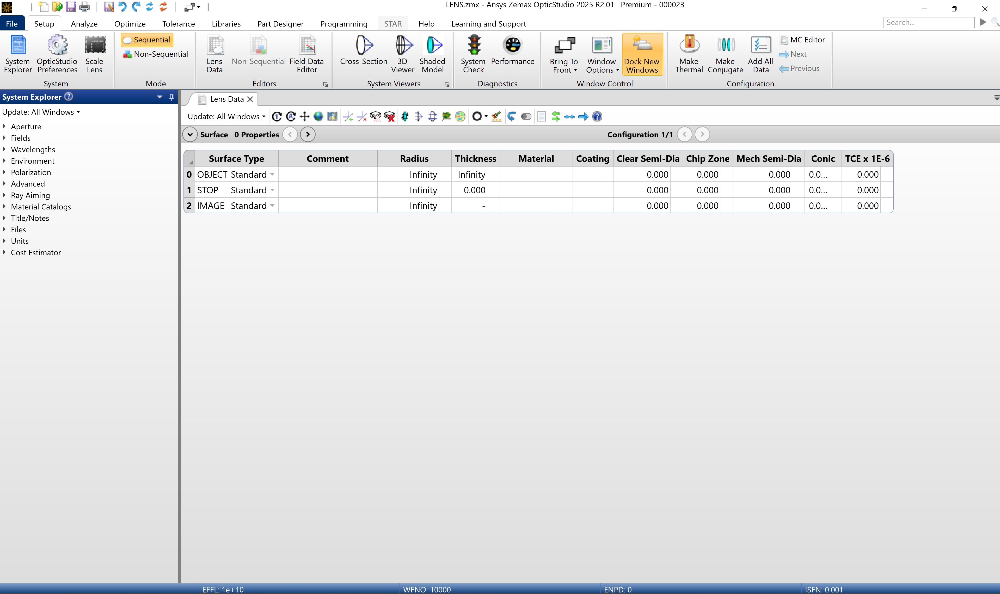 LENS.zmx - Ansys Zemax OpticStudio 2025 R2.01   Premium - 000023
File Setup Analyze Optimize Tolerance Libraries Part Designer Programming STAR Help Learning and Support Search...
System Explorer
OpticStudio Preferences
Scale Lens
System
Sequential
Non-Sequential
Mode
Lens Data
Non-Sequential
Field Data Editor
Editors
Cross-Section
3D Viewer
Shaded Model
System Viewers
System Check
Performance
Diagnostics
Bring To Front
Window Options
Dock New Windows
Window Control
Make Thermal
Make Conjugate
Add All Data
MC Editor
Next
Previous
Configuration
System Explorer
Update: All Windows
Aperture
Fields
Wavelengths
Environment
Polarization
Advanced
Ray Aiming
Material Catalogs
Title/Notes
Files
Units
Cost Estimator
Lens Data
Update: All Windows
Surface 0 Properties
Configuration 1/1
Surface Type Comment Radius Thickness Material Coating Clear Semi-Dia Chip Zone Mech Semi-Dia Conic TCE x 1E-6
0 OBJECT Standard Infinity Infinity 0.000 0.000 0.000 0.0... 0.000
1 STOP Standard Infinity 0.000 0.000 0.000 0.000 0.0... 0.000
2 IMAGE Standard Infinity - 0.000 0.000 0.000 0.0... 0.000
EFFL: 1e+10 WFNO: 10000 ENPD: 0 ISFN: 0.001